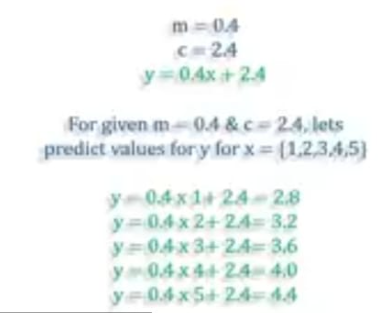 m = 0.4
c = 2.4
y = 0.4x + 2.4
For given m = 0.4 & c = 2.4, lets
predict values for y for x = {1,2,3,4,5}
y = 0.4 x 1 + 2.4 = 2.8
y = 0.4 x 2 + 2.4 = 3.2
y = 0.4 x 3 + 2.4 = 3.6
y = 0.4 x 4 + 2.4 = 4.0
y = 0.4 x 5 + 2.4 = 4.4